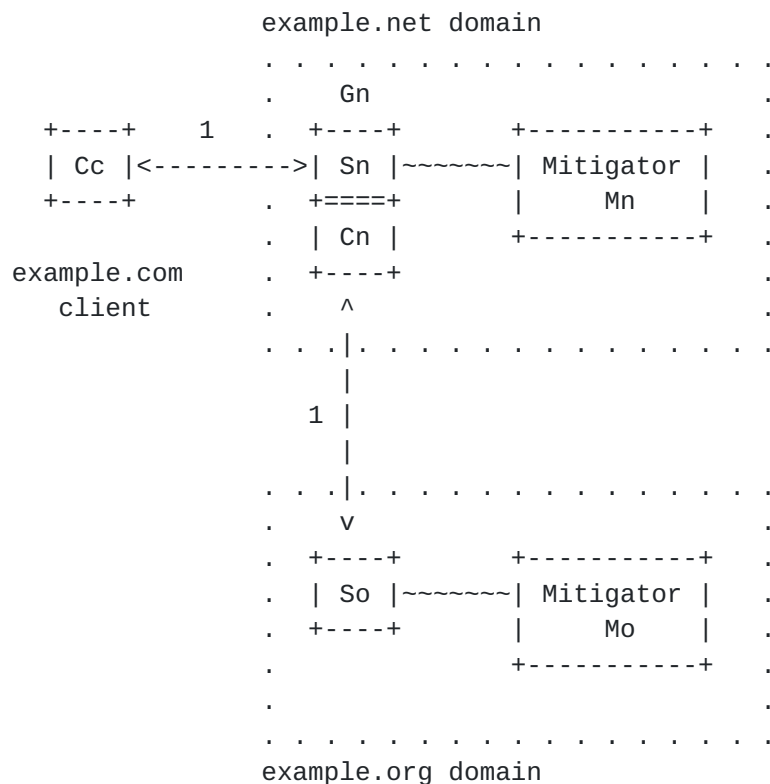 example.net domain
. . . . . . . . . . . . . . . . .
. Gn .
+----+ 1 . +----+ +-----------+ .
| Cc |<--------->| Sn |~~~~~~~| Mitigator | .
+----+ . +====+ | Mn | .
. | Cn | +-----------+ .
example.com . +----+ .
client . ^ .
. . .|. . . . . . . . . . . . . .
|
1 |
|
. . .|. . . . . . . . . . . . . .
. v .
. +----+ +-----------+ .
. | So |~~~~~~~| Mitigator | .
. +----+ | Mo | .
. +-----------+ .
. .
. . . . . . . . . . . . . . . . .
example.org domain